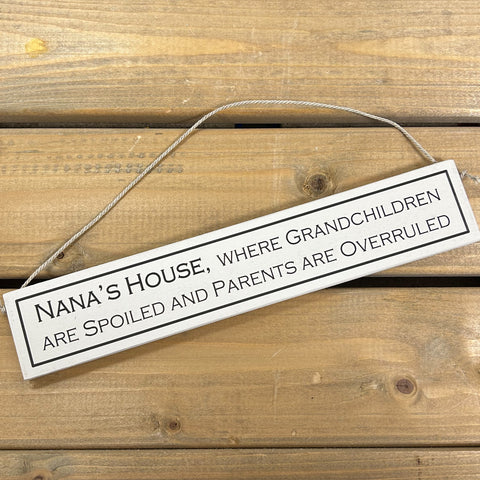 Nana's House, where Grandchildren
are Spoiled and Parents are Overruled